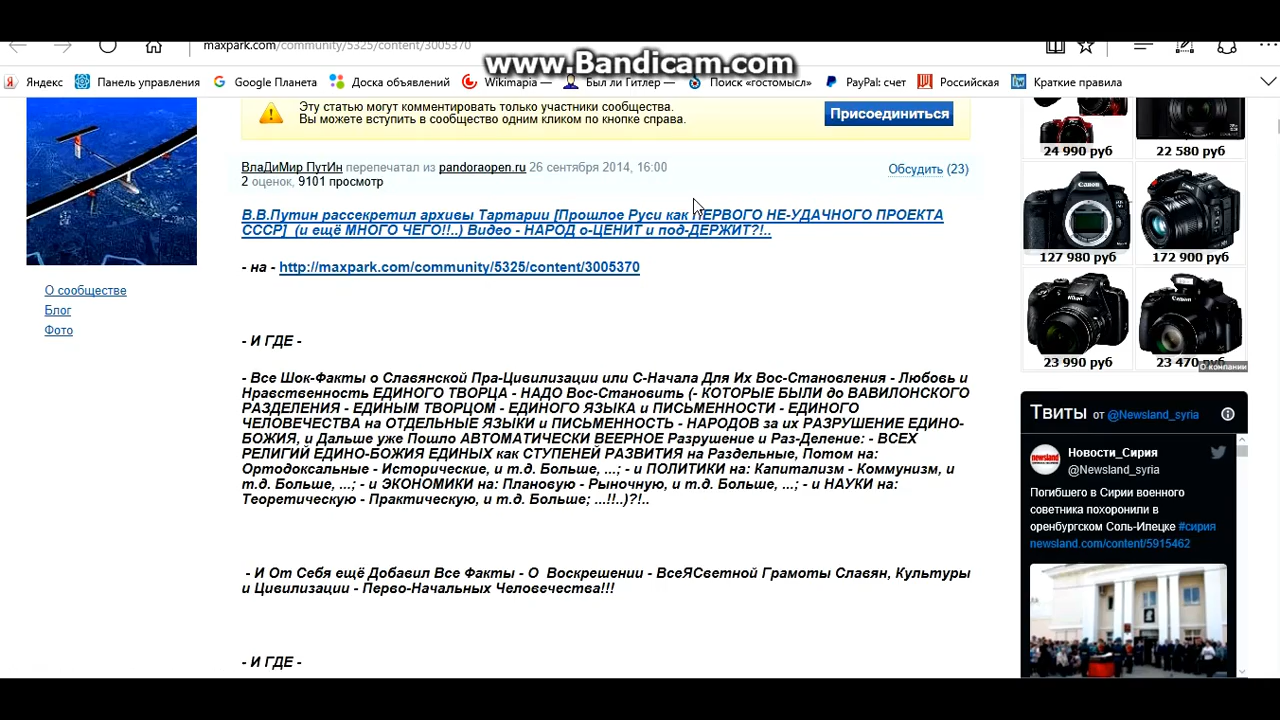 maxpark.com/community/5325/content/3005370
www.Bandicam.com
Яндекс Панель управления Google Планета Доска объявлений Wikimapia Был ли Гитлер - Поиск «гостомысл» PayPal: счет Российская Краткие правила
Эту статью могут комментировать только участники сообщества.
Вы можете вступить в сообщество одним кликом по кнопке справа.
Присоединиться
ВлаДиМир ПутИн перепечатал из pandoraopen.ru 26 сентября 2014, 16:00
Обсудить (23)
2 оценок, 9101 просмотр
В.В.Путин рассекретил архивы Тартарии [Прошлое Руси как ПЕРВОГО НЕ-УДАЧНОГО ПРОЕКТА
СССР] (и ещё МНОГО ЧЕГО!!..) Видео - НАРОД о-ЦЕНИТ и под-ДЕРЖИТ?!..
- на - http://maxpark.com/community/5325/content/3005370
О сообществе
Блог
Фото
- И ГДЕ -
- Все Шок-Факты о Славянской Пра-Цивилизации или С-Начала Для Их Вос-Становления - Любовь и
Нравственность ЕДИНОГО ТВОРЦА - НАДО Вос-Становить (- КОТОРЫЕ БЫЛИ до ВАВИЛОНСКОГО
РАЗДЕЛЕНИЯ - ЕДИНЫМ ТВОРЦОМ - ЕДИНОГО ЯЗЫКА и ПИСЬМЕННОСТИ - ЕДИНОГО
ЧЕЛОВЕЧЕСТВА на ОТДЕЛЬНЫЕ ЯЗЫКИ и ПИСЬМЕННОСТЬ - НАРОДОВ за их РАЗРУШЕНИЕ ЕДИНО-
БОЖИЯ, и Дальше уже Пошло АВТОМАТИЧЕСКИ ВЕЕРНОЕ Разрушение и Раз-Деление: - ВСЕХ
РЕЛИГИЙ ЕДИНО-БОЖИЯ ЕДИНЫХ как СТУПЕНЕЙ РАЗВИТИЯ на Раздельные, Потом на:
Ортодоксальные - Исторические, и т.д. Больше, ...; - и ПОЛИТИКИ на: Капитализм - Коммунизм, и
т.д. Больше, ...; - и ЭКОНОМИКИ на: Плановую - Рыночную, и т.д. Больше, ...; - и НАУКИ на:
Теоретическую - Практическую, и т.д. Больше; ...!!..)?!..
- И От Себя ещё Добавил Все Факты - О Воскрешении - ВсеЯСветной Грамоты Славян, Культуры
и Цивилизации - Перво-Начальных Человечества!!!
- И ГДЕ -
24 990 руб 22 580 руб
Canon
127 980 руб 172 900 руб
Nikon Canon
23 990 руб 23 470 руб
О компании
Твиты от @Newsland_syria
newsland
Новости_Сирия
@Newsland_syria
Погибшего в Сирии военного
советника похоронили в
оренбургском Соль-Илецке #сирия
newsland.com/content/5915462